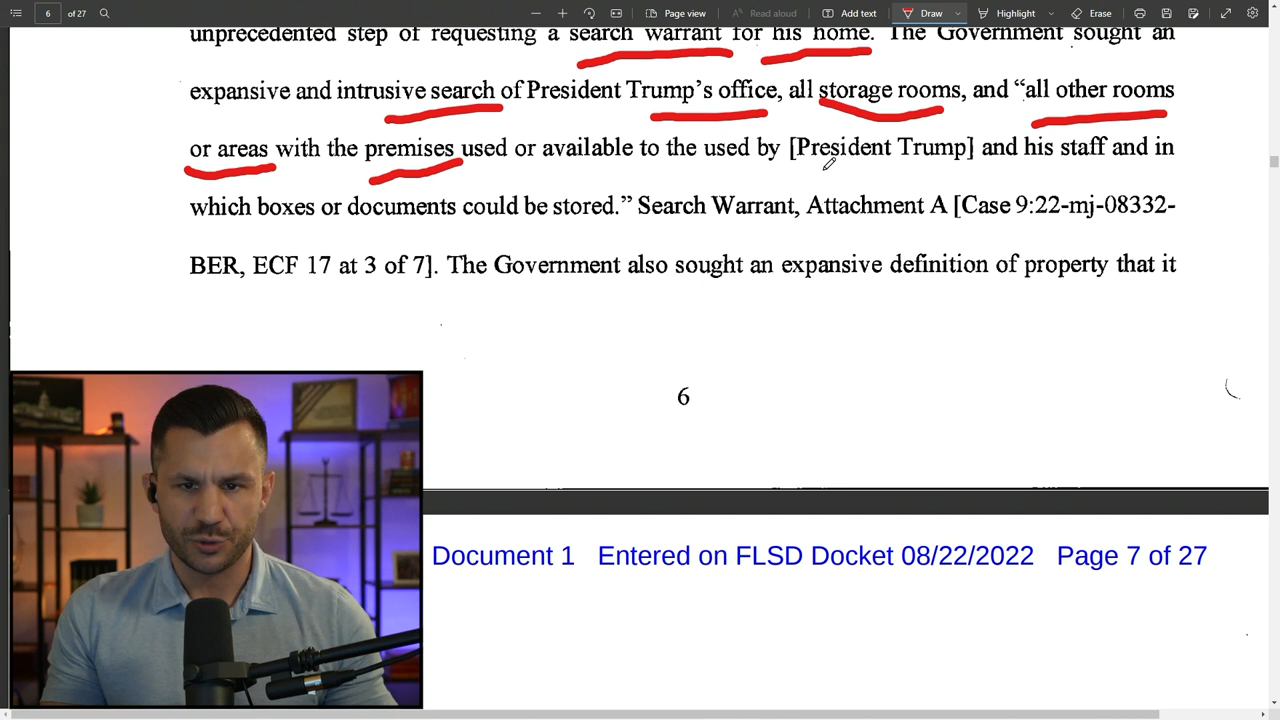 6 of 27 Page view Read aloud Add text Draw Highlight Erase
unprecedented step of requesting a search warrant for his home. The Government sought an
expansive and intrusive search of President Trump's office, all storage rooms, and “all other rooms
or areas with the premises used or available to the used by [President Trump] and his staff and in
which boxes or documents could be stored.” Search Warrant, Attachment A [Case 9:22-mj-08332-
BER, ECF 17 at 3 of 7]. The Government also sought an expansive definition of property that it
6
Document 1 Entered on FLSD Docket 08/22/2022 Page 7 of 27